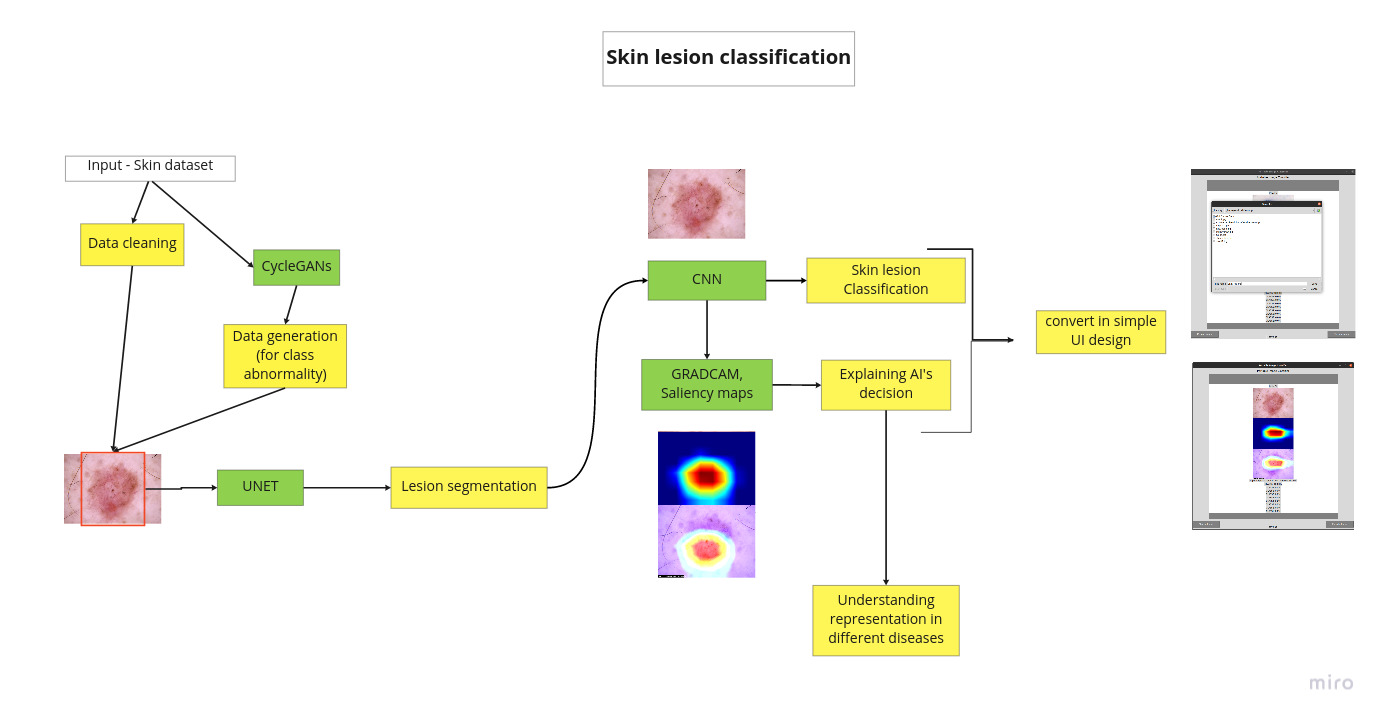 Skin lesion classification
Input - Skin dataset
Data cleaning
CycleGANs
Data generation
(for class
abnormality)
UNET
Lesion segmentation
CNN
Skin lesion
Classification
GRADCAM,
Saliency maps
Explaining AI's
decision
Understanding
representation in
different diseases
convert in simple
UI design
miro